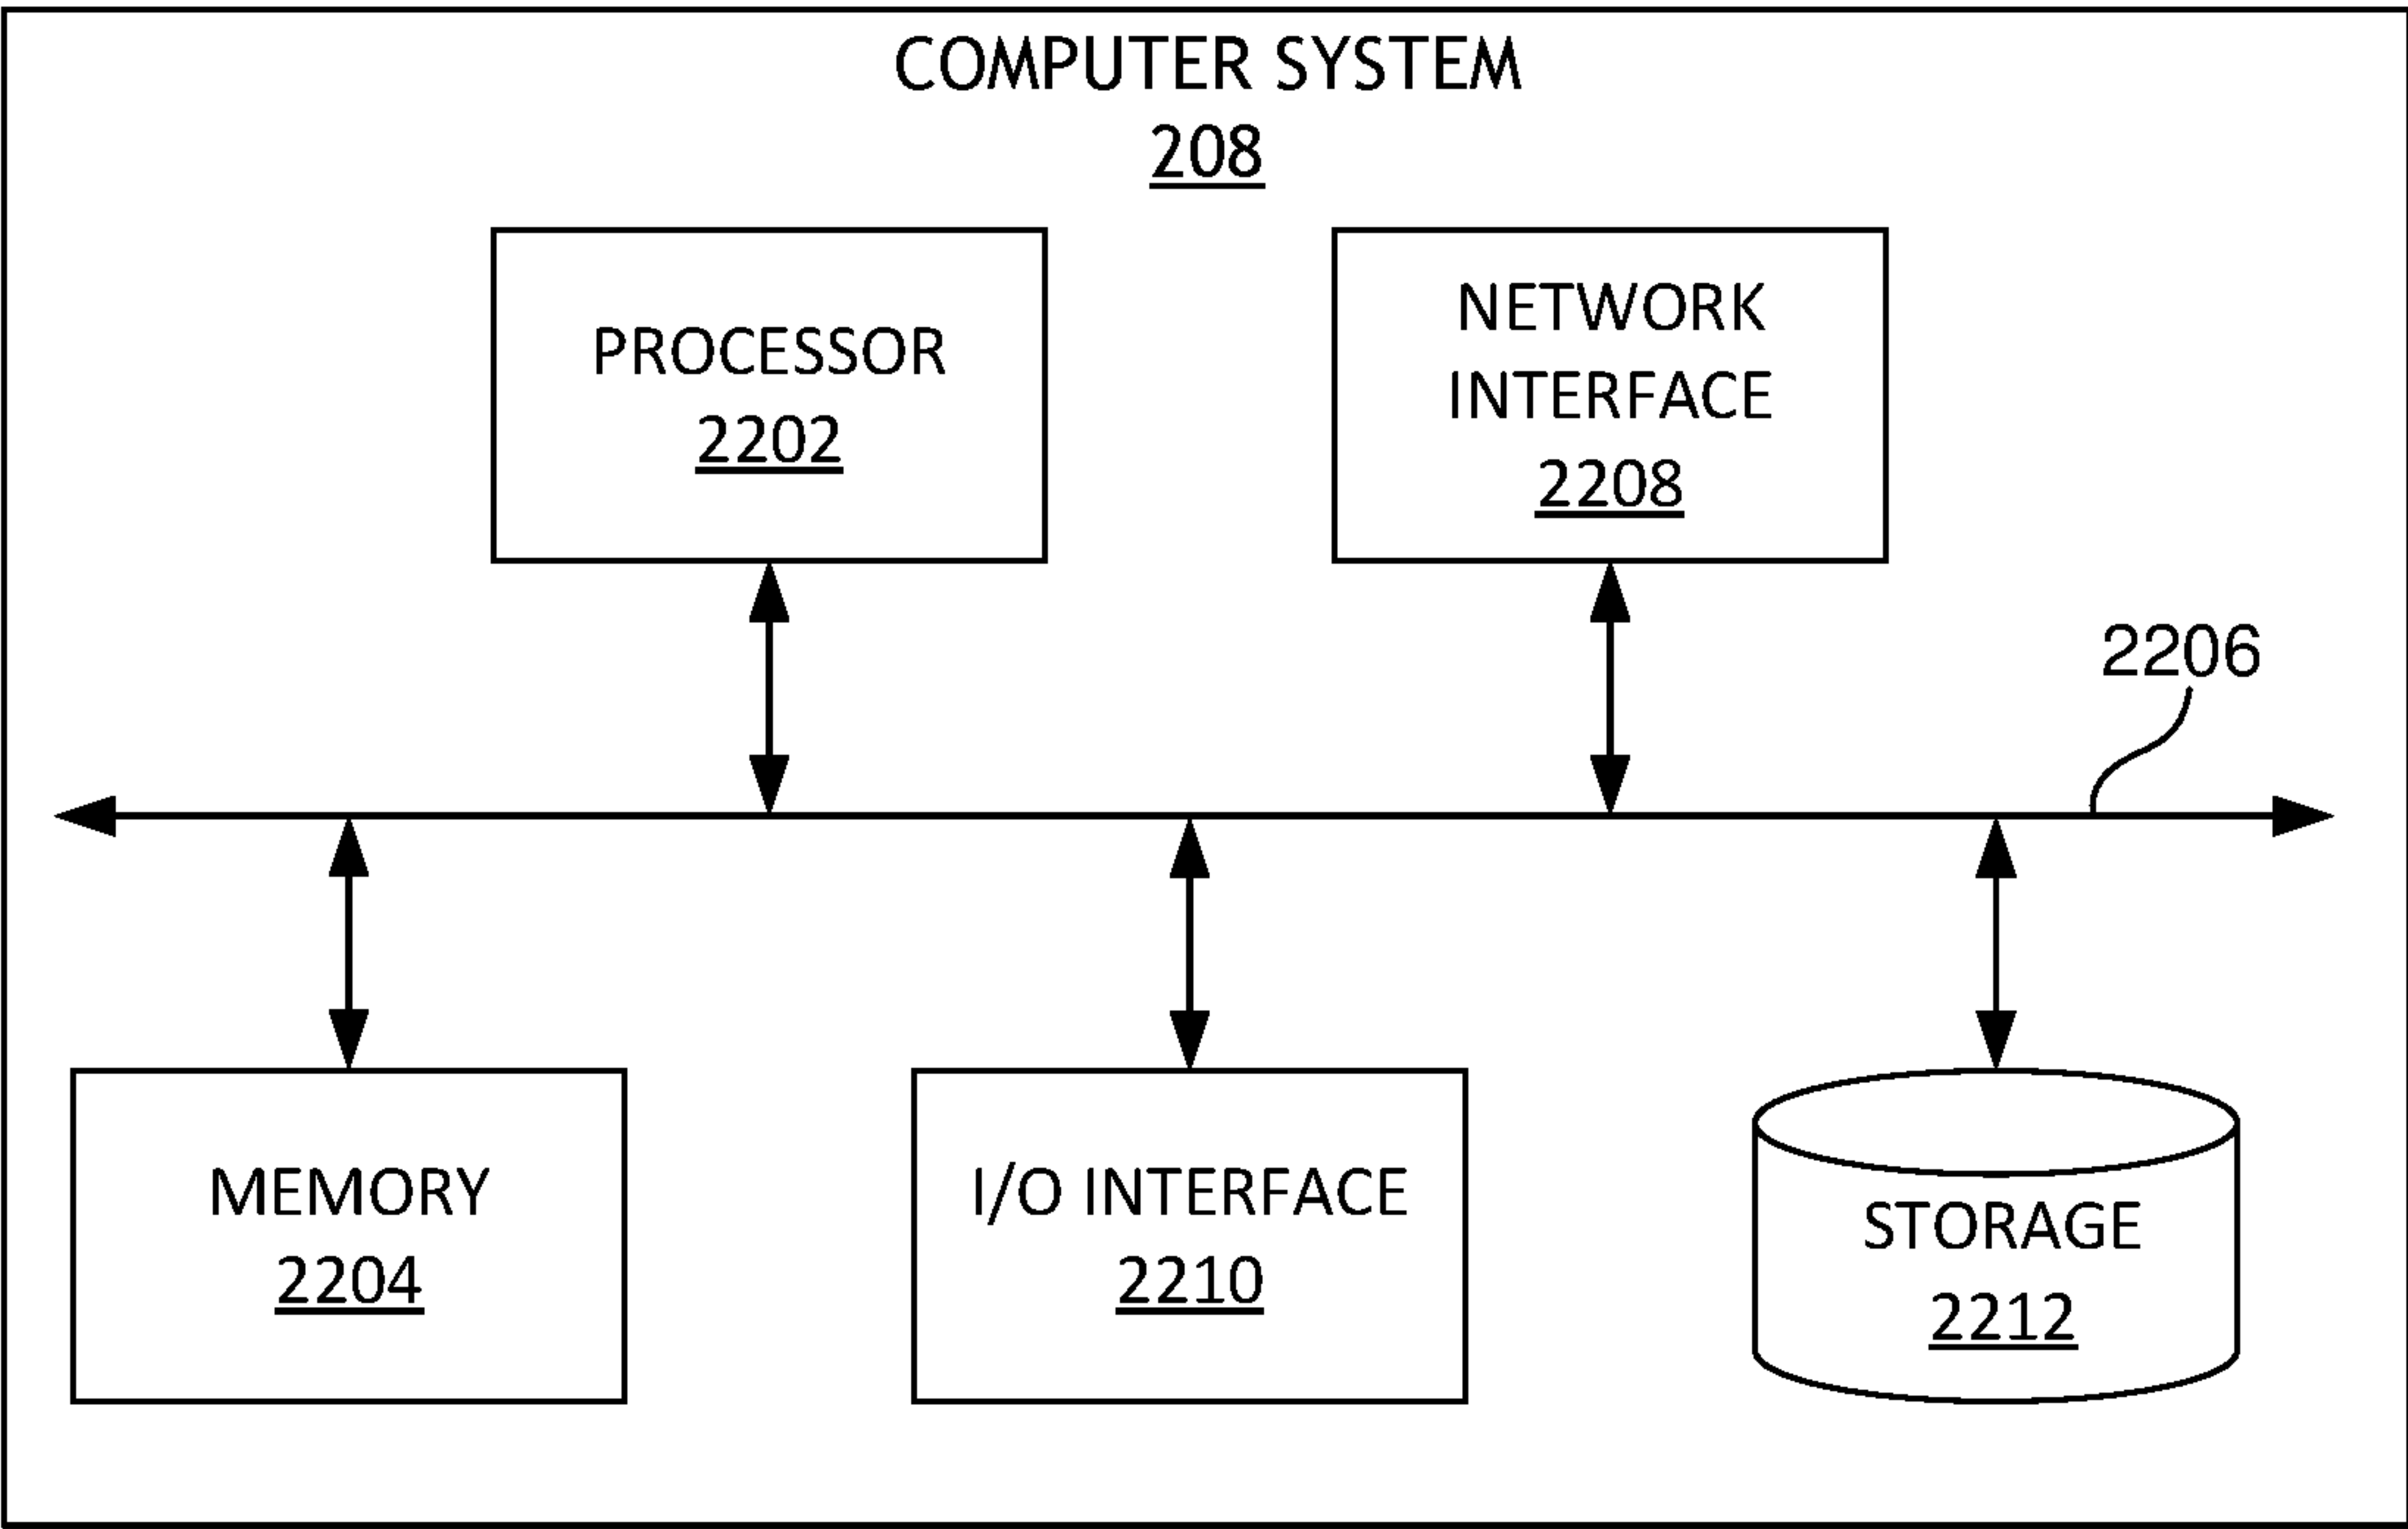 COMPUTER SYSTEM
208
PROCESSOR
2202
NETWORK
INTERFACE
2208
2206
MEMORY
2204
I/O INTERFACE
2210
STORAGE
2212